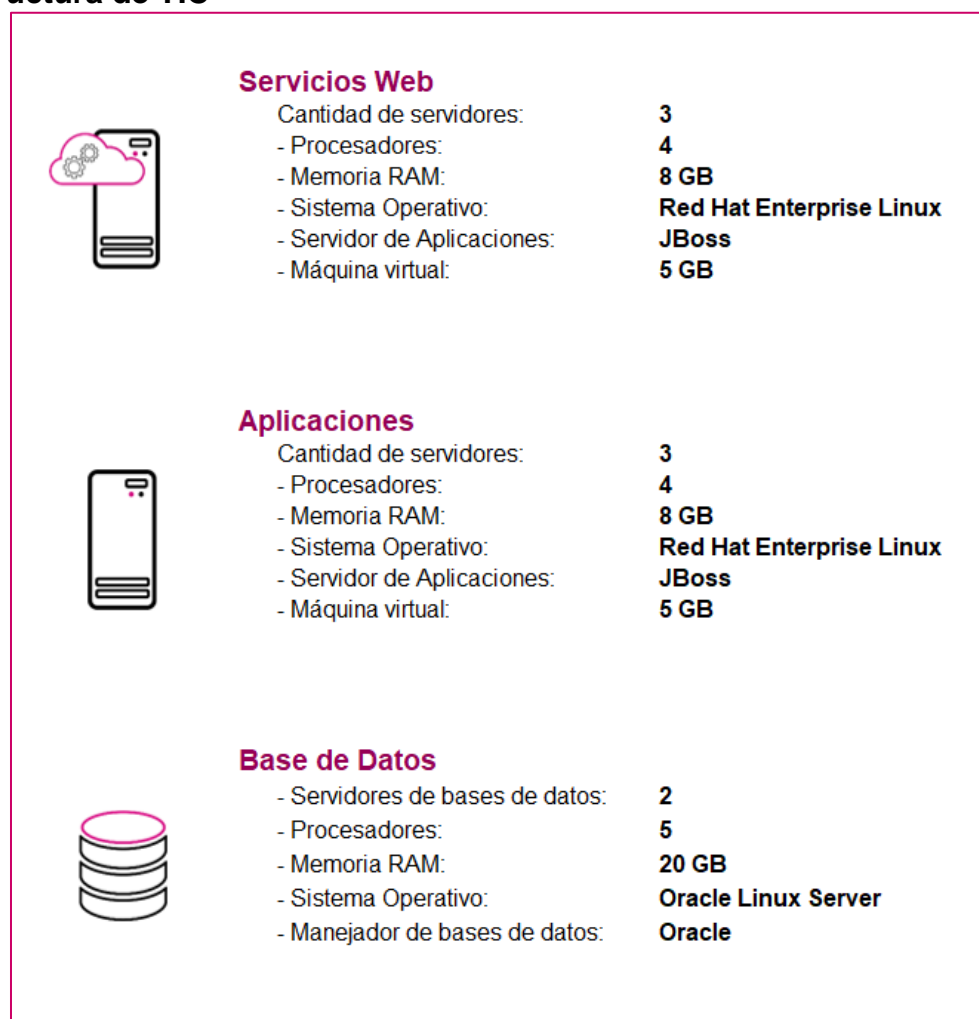 Servicios Web
Cantidad de servidores: 3
- Procesadores: 4
- Memoria RAM: 8 GB
- Sistema Operativo: Red Hat Enterprise Linux
- Servidor de Aplicaciones: JBoss
- Máquina virtual: 5 GB
Aplicaciones
Cantidad de servidores: 3
- Procesadores: 4
- Memoria RAM: 8 GB
- Sistema Operativo: Red Hat Enterprise Linux
- Servidor de Aplicaciones: JBoss
- Máquina virtual: 5 GB
Base de Datos
- Servidores de bases de datos: 2
- Procesadores: 5
- Memoria RAM: 20 GB
- Sistema Operativo: Oracle Linux Server
- Manejador de bases de datos: Oracle